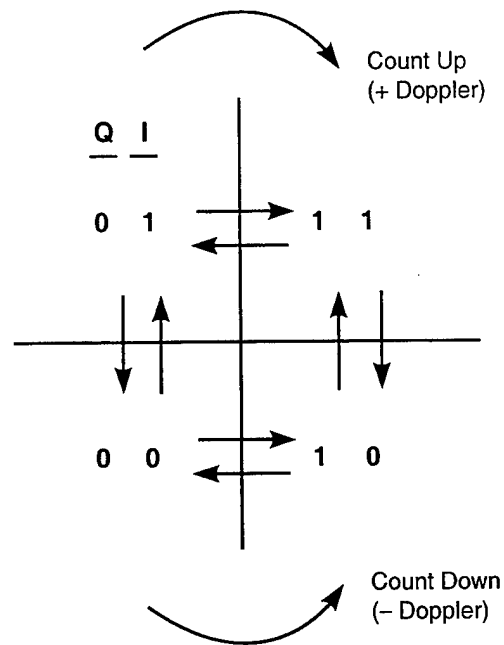 Count Up
(+ Doppler)
Q I
0 1 1 1
0 0 1 0
Count Down
(– Doppler)